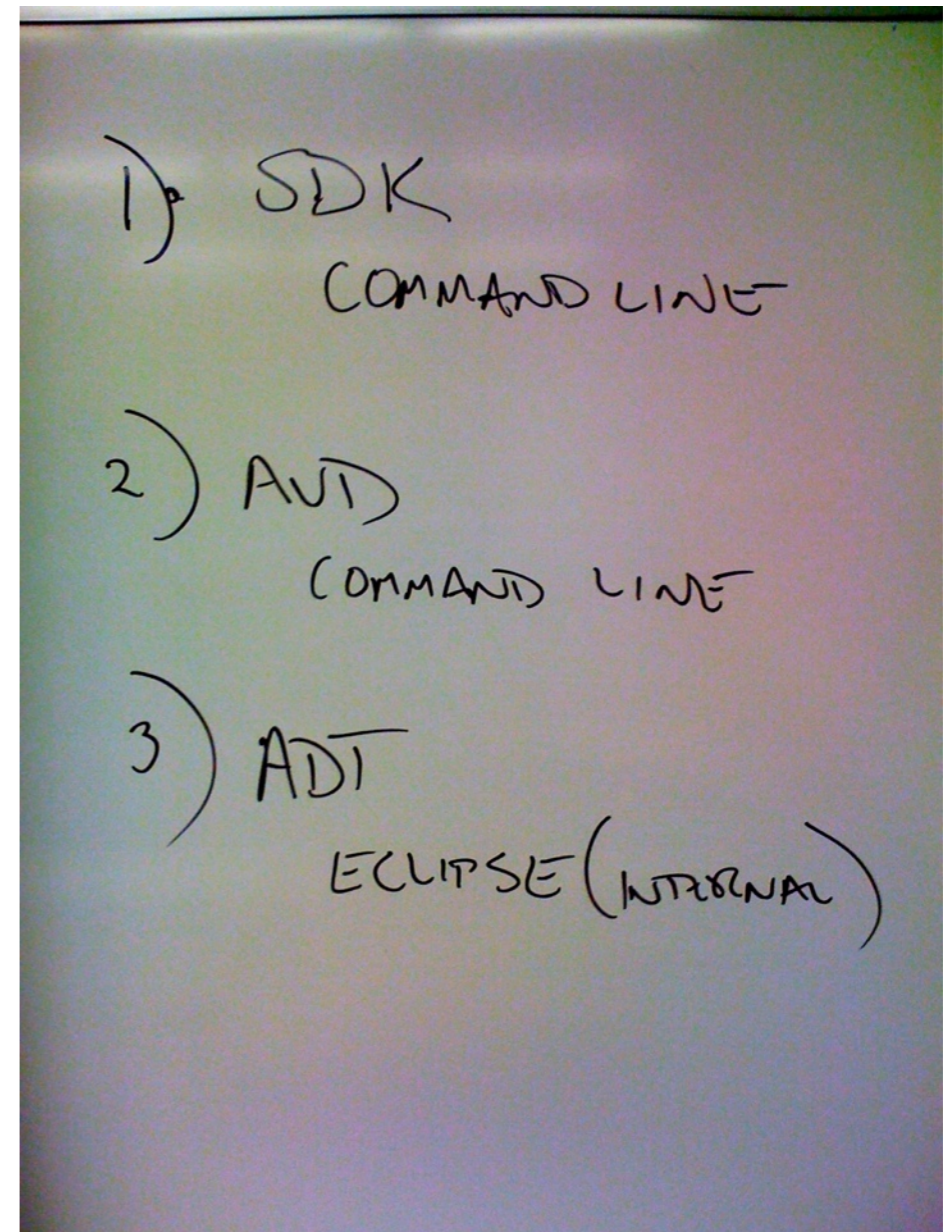 1) SDK
COMMAND LINE
2) AVD
COMMAND LINE
3) ADT
ECLIPSE (INTERNAL)